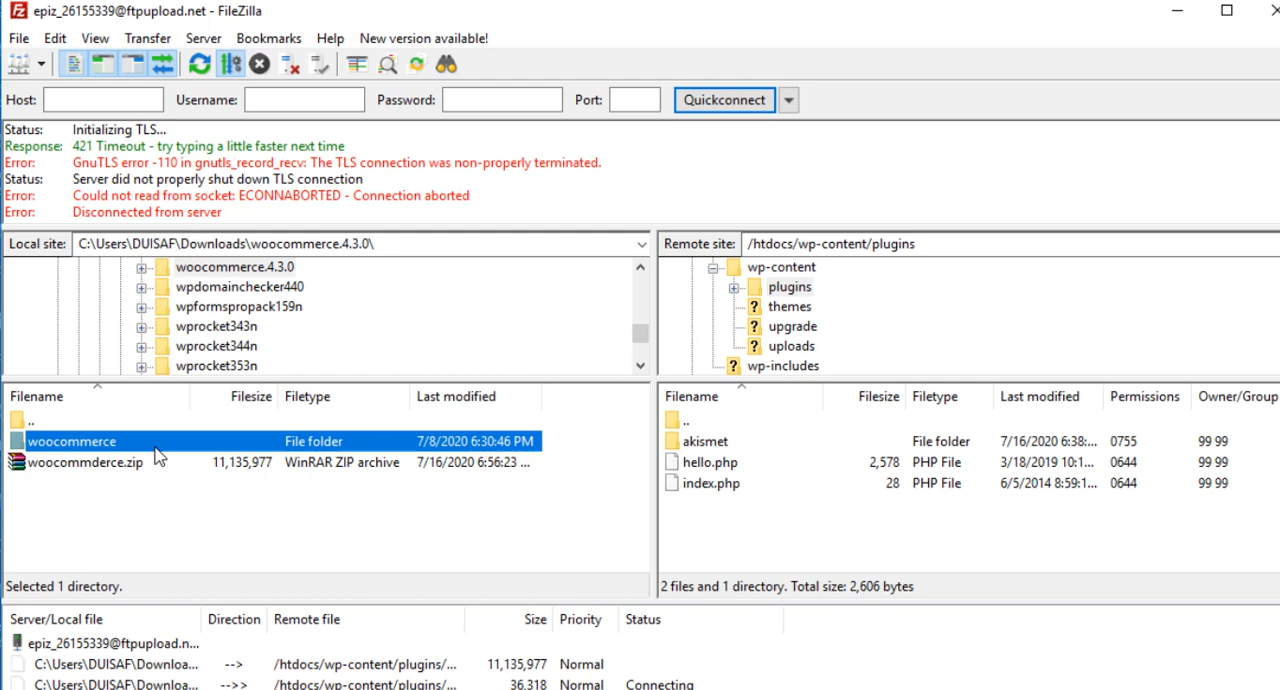 epiz_26155339@ftpupload.net - FileZilla
File Edit View Transfer Server Bookmarks Help New version available!
Host: Username: Password: Port: Quickconnect
Status: Initializing TLS...
Response: 421 Timeout - try typing a little faster next time
Error: GnuTLS error -110 in gnutls_record_recv: The TLS connection was non-properly terminated.
Status: Server did not properly shut down TLS connection
Error: Could not read from socket: ECONNABORTED - Connection aborted
Error: Disconnected from server
Local site: C:\Users\DUISAF\Downloads\woocommerce.4.3.0\
woocommerce.4.3.0
wpdomainchecker440
wpformspropack159n
wprocket343n
wprocket344n
wprocket353n
Remote site: /htdocs/wp-content/plugins
wp-content
plugins
? themes
? upgrade
? uploads
? wp-includes
Filename Filesize Filetype Last modified
..
woocommerce File folder 7/8/2020 6:30:46 PM
woocommderce.zip 11,135,977 WinRAR ZIP archive 7/16/2020 6:56:23 ...
Selected 1 directory.
Filename Filesize Filetype Last modified Permissions Owner/Group
..
akismet File folder 7/16/2020 6:38:... 0755 99 99
hello.php 2,578 PHP File 3/18/2019 10:1... 0644 99 99
index.php 28 PHP File 6/5/2014 8:59:1... 0644 99 99
2 files and 1 directory. Total size: 2,606 bytes
Server/Local file Direction Remote file Size Priority Status
epiz_26155339@ftpupload.n...
C:\Users\DUISAF\Downloa... --> /htdocs/wp-content/plugins/... 11,135,977 Normal
C:\Users\DUISAF\Downloa... -->> /htdocs/wp-content/plugins/... 36,318 Normal Connecting